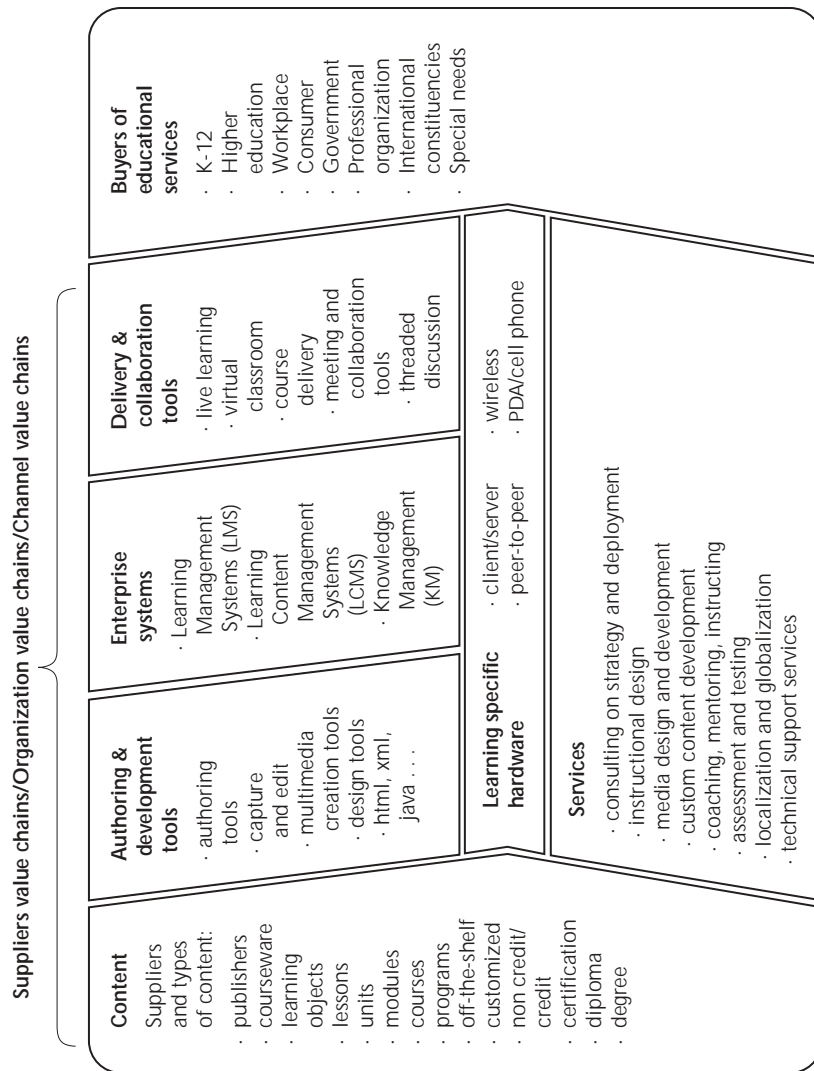 Suppliers value chains/Organization value chains/Channel value chains
Content
Suppliers
and types
of content:
· publishers
· courseware
· learning
objects
· lessons
· units
· modules
· courses
· programs
· off-the-shelf
· customized
· non credit/
credit
· certification
· diploma
· degree
Authoring &
development
tools
· authoring
tools
· capture
and edit
· multimedia
creation tools
· design tools
· html, xml,
java . . .
Enterprise
systems
· Learning
Management
Systems (LMS)
· Learning
Content
Management
Systems
(LCMS)
· Knowledge
Management
(KM)
Delivery &
collaboration
tools
· live learning
· virtual
classroom
· course
delivery
· meeting and
collaboration
tools
· threaded
discussion
Learning specific
hardware
· client/server
· peer-to-peer
· wireless
· PDA/cell phone
Services
· consulting on strategy and deployment
· instructional design
· media design and development
· custom content development
· coaching, mentoring, instructing
· assessment and testing
· localization and globalization
· technical support services
Buyers of
educational
services
· K-12
· Higher
education
· Workplace
· Consumer
· Government
· Professional
organization
· International
constituencies
· Special needs